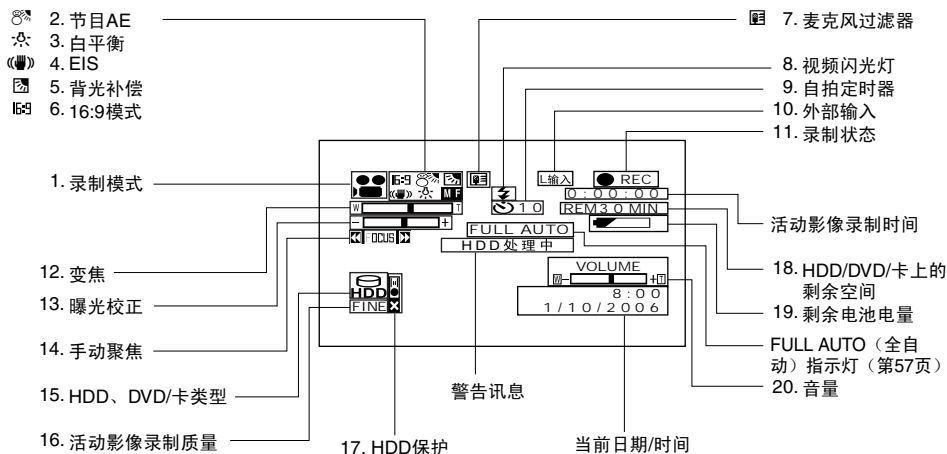 2. 节目AE
3. 白平衡
4. EIS
5. 背光补偿
16:9 6. 16:9模式
7. 麦克风过滤器
8. 视频闪光灯
9. 自拍定时器
10. 外部输入
11. 录制状态
1. 录制模式
16:9
MF
L输入
REC
0:00:00
W T
10
REM30MIN
活动影像录制时间
− +
FULL AUTO
FOCUS
HDD处理中
12. 变焦
13. 曝光校正
14. 手动聚焦
15. HDD、DVD/卡类型
16. 活动影像录制质量
HDD
FINE
VOLUME
W− +T
8:00
1/10/2006
18. HDD/DVD/卡上的
剩余空间
19. 剩余电池电量
FULL AUTO（全自
动）指示灯（第57页）
20. 音量
警告讯息
17. HDD保护
当前日期/时间